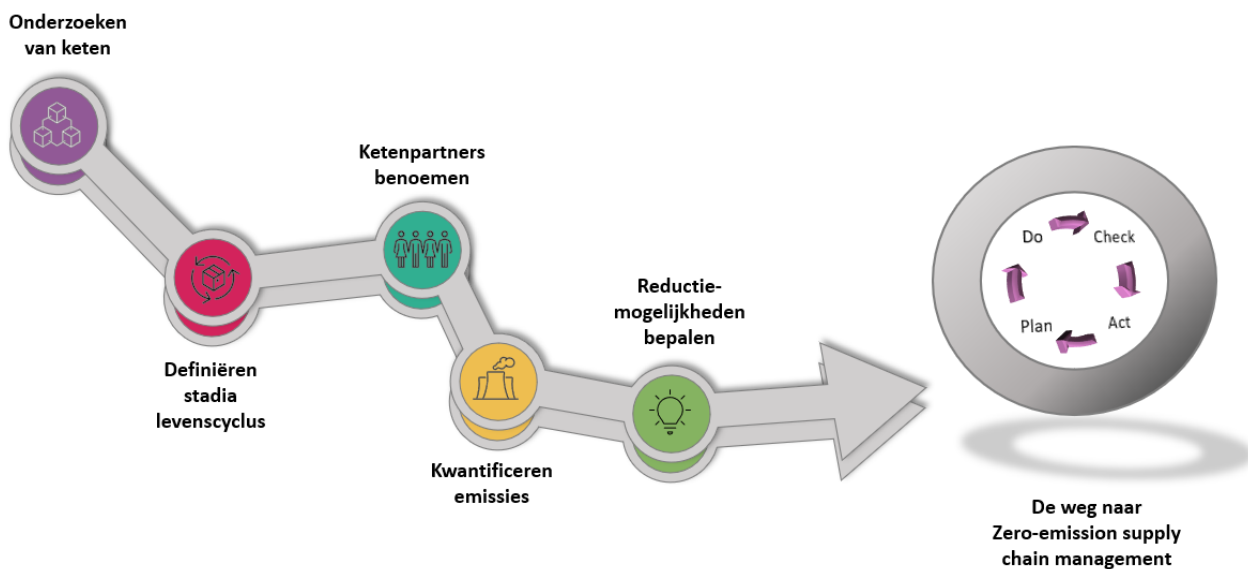 Onderzoeken
van keten
Definiëren
stadia
levenscyclus
Ketenpartners
benoemen
Kwantificeren
emissies
Reductie-
mogelijkheden
bepalen
Do
Check
Plan
Act
De weg naar
Zero-emission supply
chain management